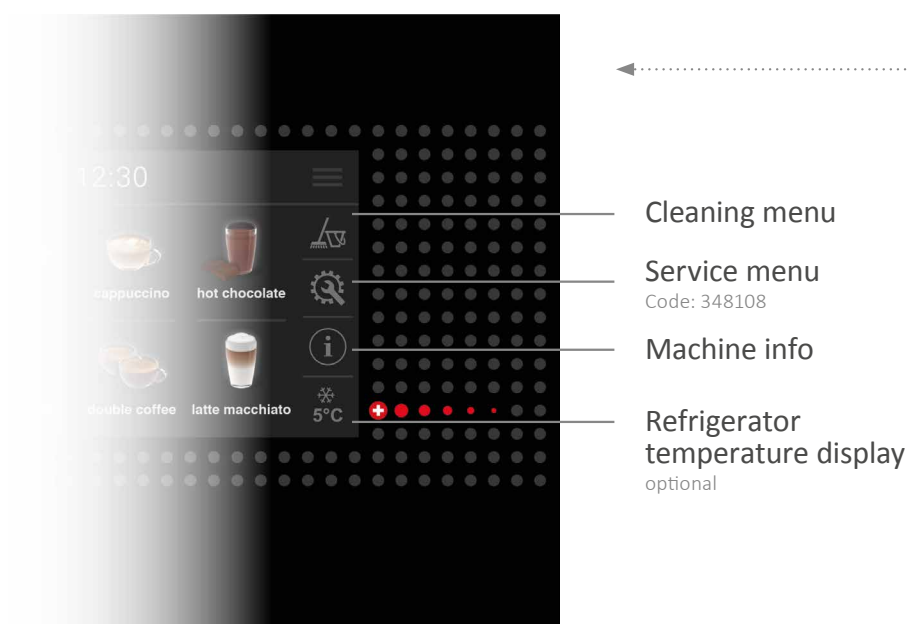 12:30
Cleaning menu
cappuccino
hot chocolate
Service menu
Code: 348108
i
Machine info
double coffee
latte macchiato
5°C
Refrigerator
temperature display
optional